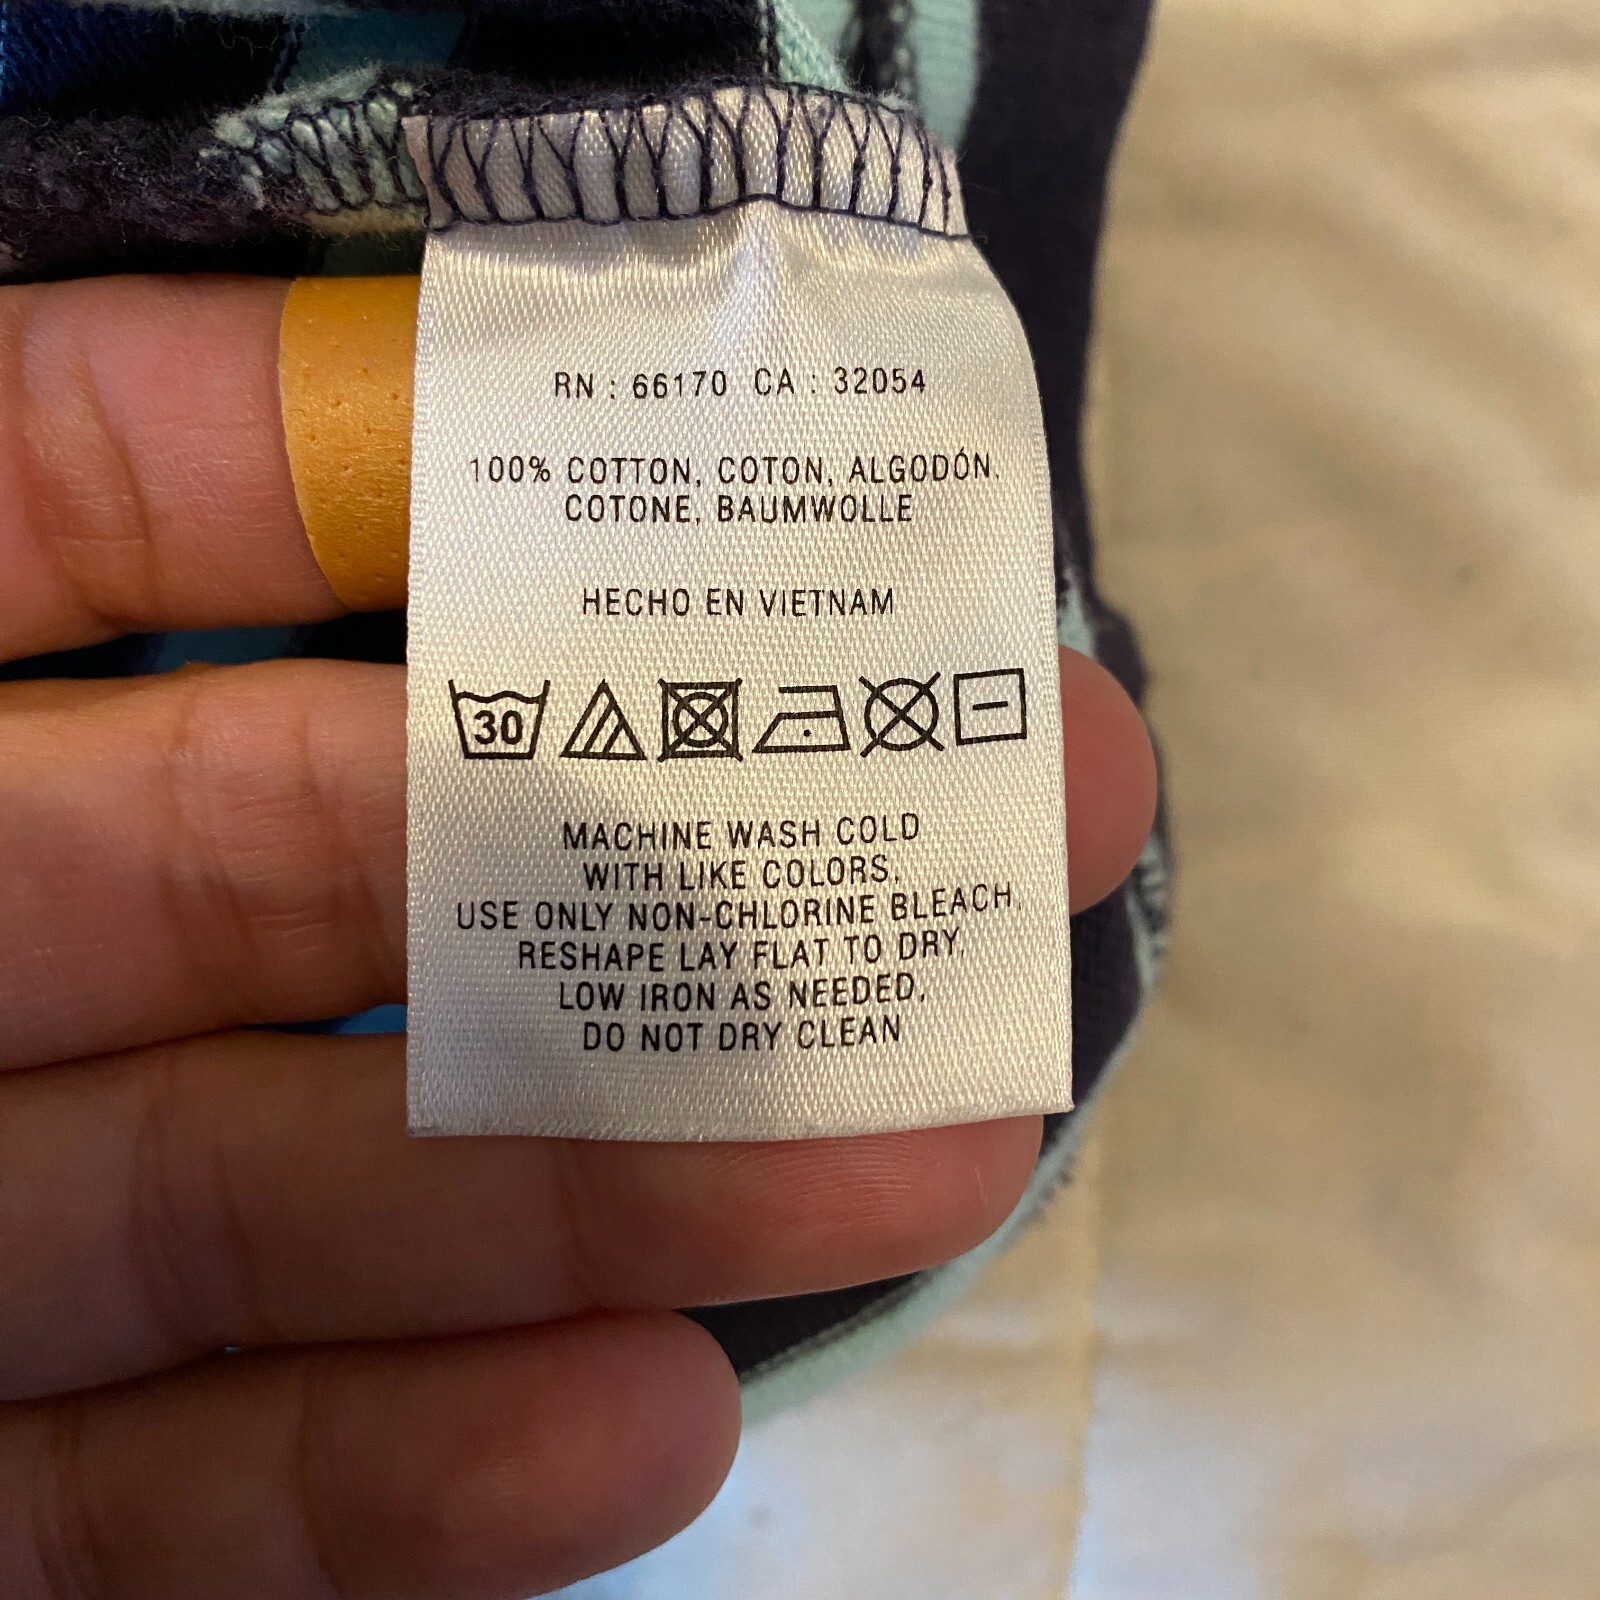 RN : 66170 CA : 32054
100% COTTON, COTON, ALGODÓN,
COTONE, BAUMWOLLE
HECHO EN VIETNAM
30
MACHINE WASH COLD
WITH LIKE COLORS,
USE ONLY NON-CHLORINE BLEACH,
RESHAPE LAY FLAT TO DRY,
LOW IRON AS NEEDED,
DO NOT DRY CLEAN